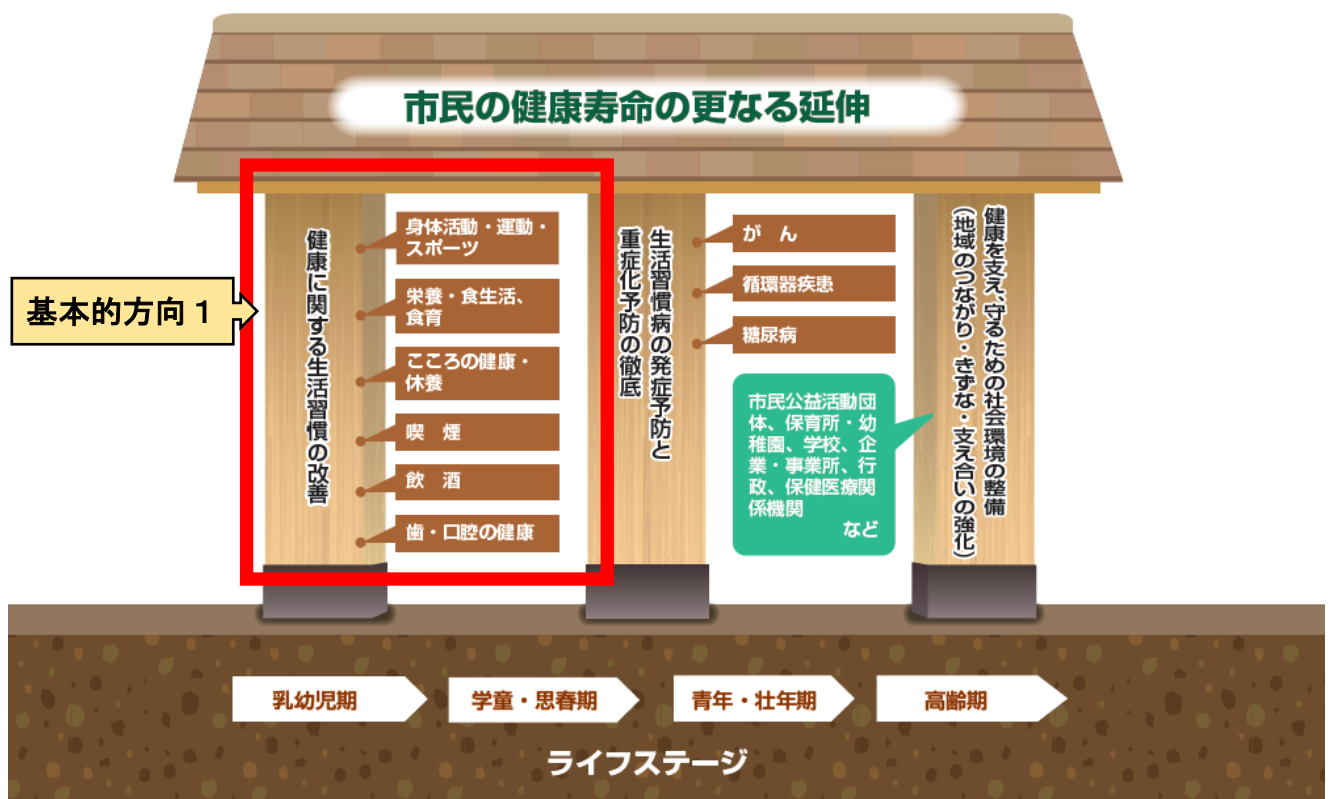 市民の健康寿命の更なる延伸
基本的方向１
健康に関する生活習慣の改善
身体活動・運動・
スポーツ
栄養・食生活、
食育
こころの健康・
休養
喫　煙
飲　酒
歯・口腔の健康
生活習慣病の発症予防と
重症化予防の徹底
が　ん
循環器疾患
糖尿病
健康を支え、守るための社会環境の整備
（地域のつながり・きずな・支え合いの強化）
市民公益活動団
体、保育所・幼
稚園、学校、企
業・事業所、行
政、保健医療関
係機関
など
乳幼児期
学童・思春期
青年・壮年期
高齢期
ライフステージ